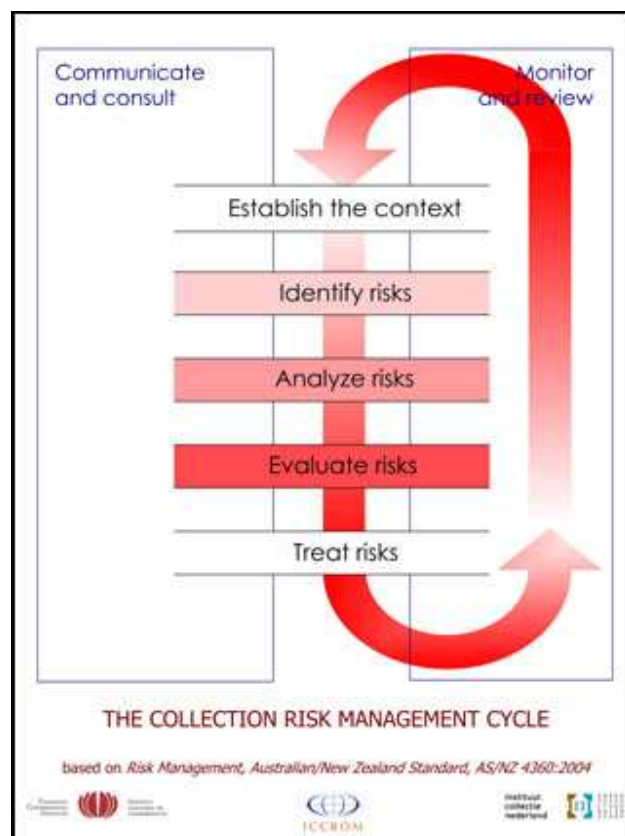 Communicate
and consult
Monitor
and review
Establish the context
Identify risks
Analyze risks
Evaluate risks
Treat risks
THE COLLECTION RISK MANAGEMENT CYCLE
based on Risk Management, Australian/New Zealand Standard, AS/NZ 4360:2004
ICCROM
instituut
collectie
nederland